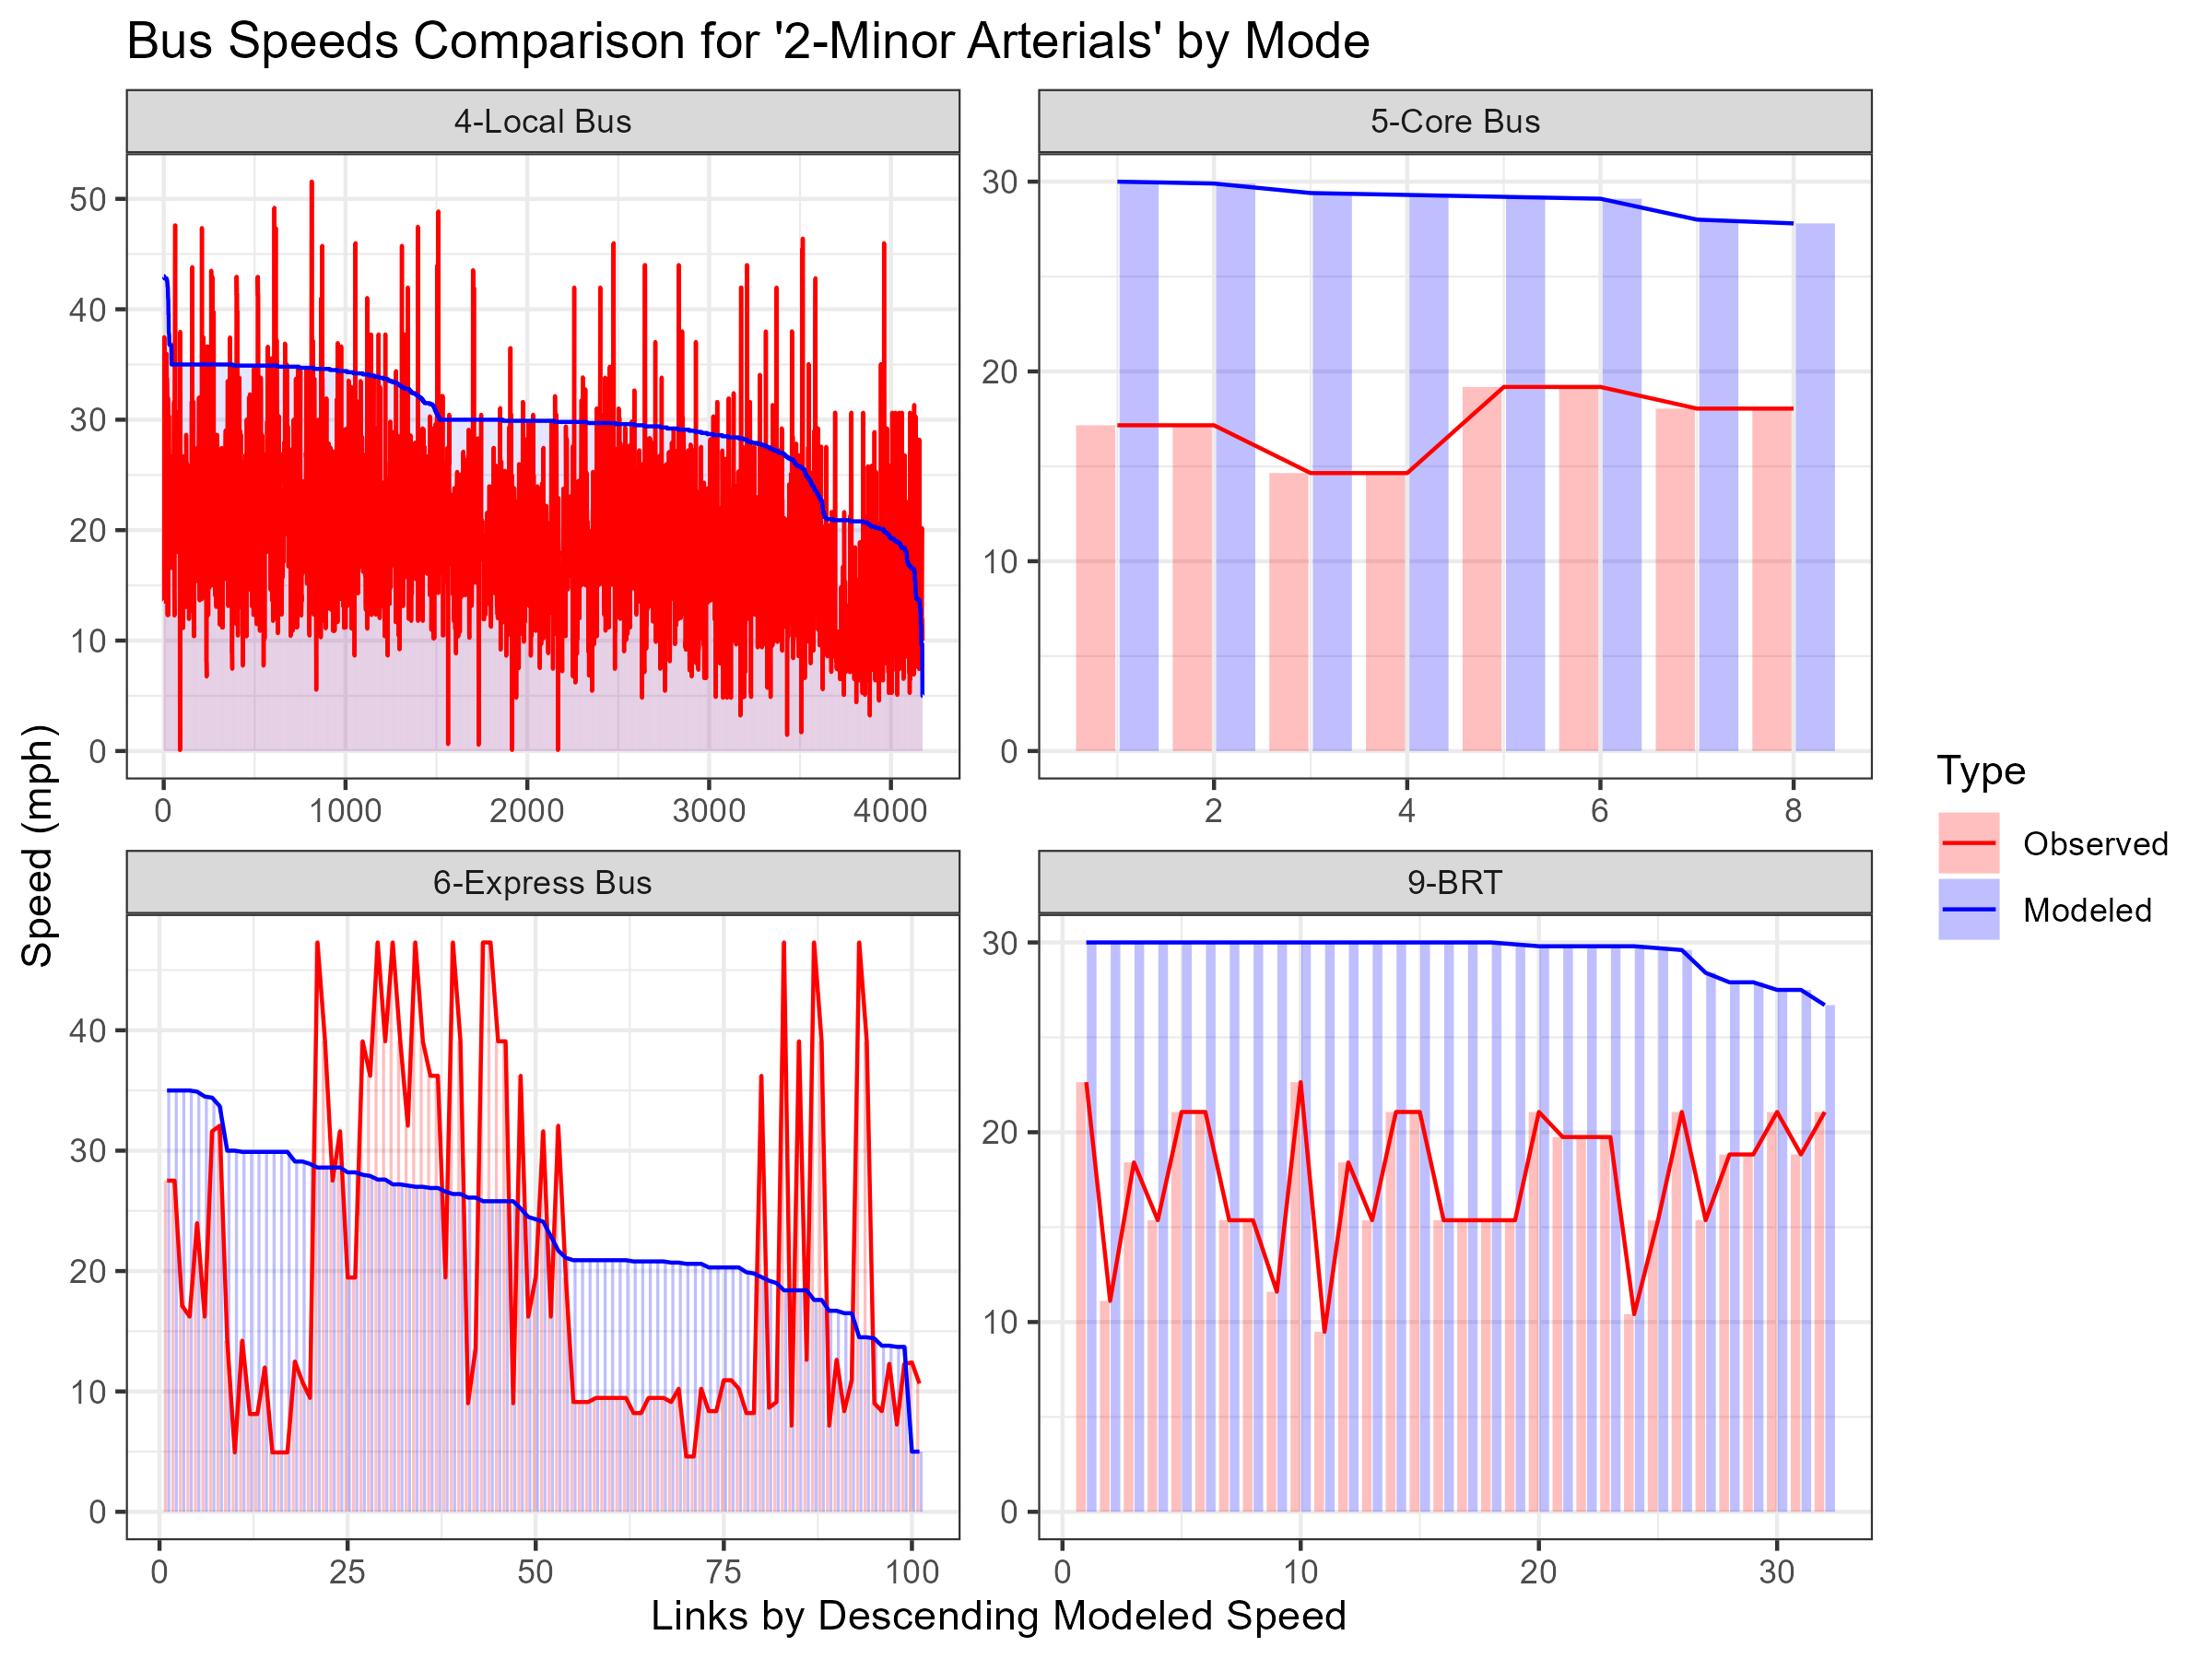 Bus Speeds Comparison for '2-Minor Arterials' by Mode
4-Local Bus
5-Core Bus
50
40
30
20
10
0
0 1000 2000 3000 4000
30
20
10
0
2 4 6 8
6-Express Bus
9-BRT
40
30
20
10
0
0 25 50 75 100
30
20
10
0
0 10 20 30
Speed (mph)
Links by Descending Modeled Speed
Type
Observed
Modeled